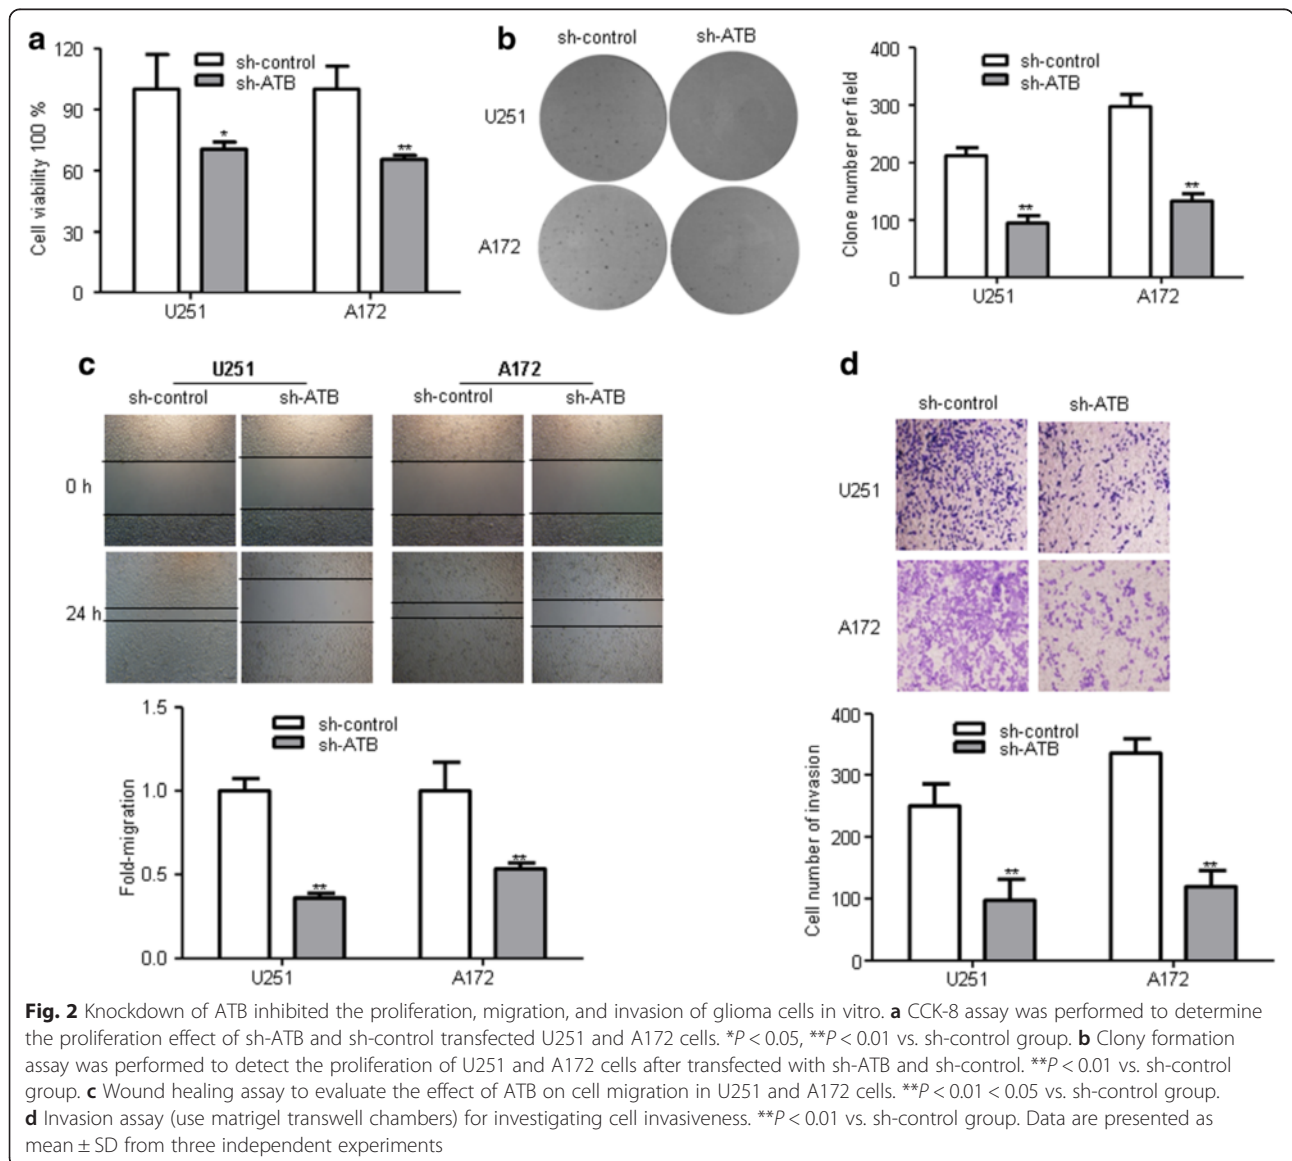 a
120
90
60
30
0
Cell viability 100 %
sh-control
sh-ATB
*
**
U251
A172
b
sh-control
sh-ATB
U251
A172
400
300
200
100
0
Clone number per field
sh-control
sh-ATB
**
**
U251
A172
c
U251
A172
sh-control
sh-ATB
sh-control
sh-ATB
0 h
24 h
1.5
1.0
0.5
0.0
Fold-migration
sh-control
sh-ATB
**
**
U251
A172
d
sh-control
sh-ATB
U251
A172
400
300
200
100
0
Cell number of invasion
sh-control
sh-ATB
**
**
U251
A172
Fig. 2 Knockdown of ATB inhibited the proliferation, migration, and invasion of glioma cells in vitro. a CCK-8 assay was performed to determine
the proliferation effect of sh-ATB and sh-control transfected U251 and A172 cells. *P < 0.05, **P < 0.01 vs. sh-control group. b Clony formation
assay was performed to detect the proliferation of U251 and A172 cells after transfected with sh-ATB and sh-control. **P < 0.01 vs. sh-control
group. c Wound healing assay to evaluate the effect of ATB on cell migration in U251 and A172 cells. **P < 0.01 < 0.05 vs. sh-control group.
d Invasion assay (use matrigel transwell chambers) for investigating cell invasiveness. **P < 0.01 vs. sh-control group. Data are presented as
mean ± SD from three independent experiments